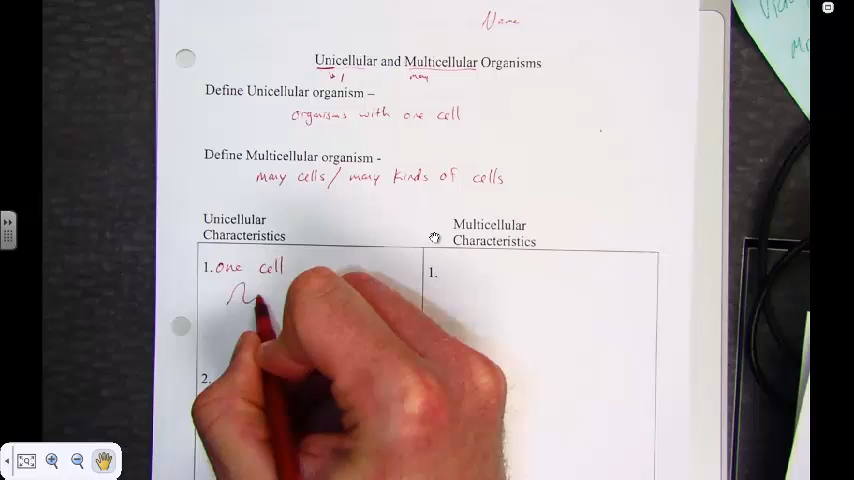 Name
Unicellular and Multicellular Organisms
1 many
Define Unicellular organism –
organisms with one cell
Define Multicellular organism -
many cells / many kinds of cells
Unicellular
Characteristics
Multicellular
Characteristics
1. one cell
1.
2.